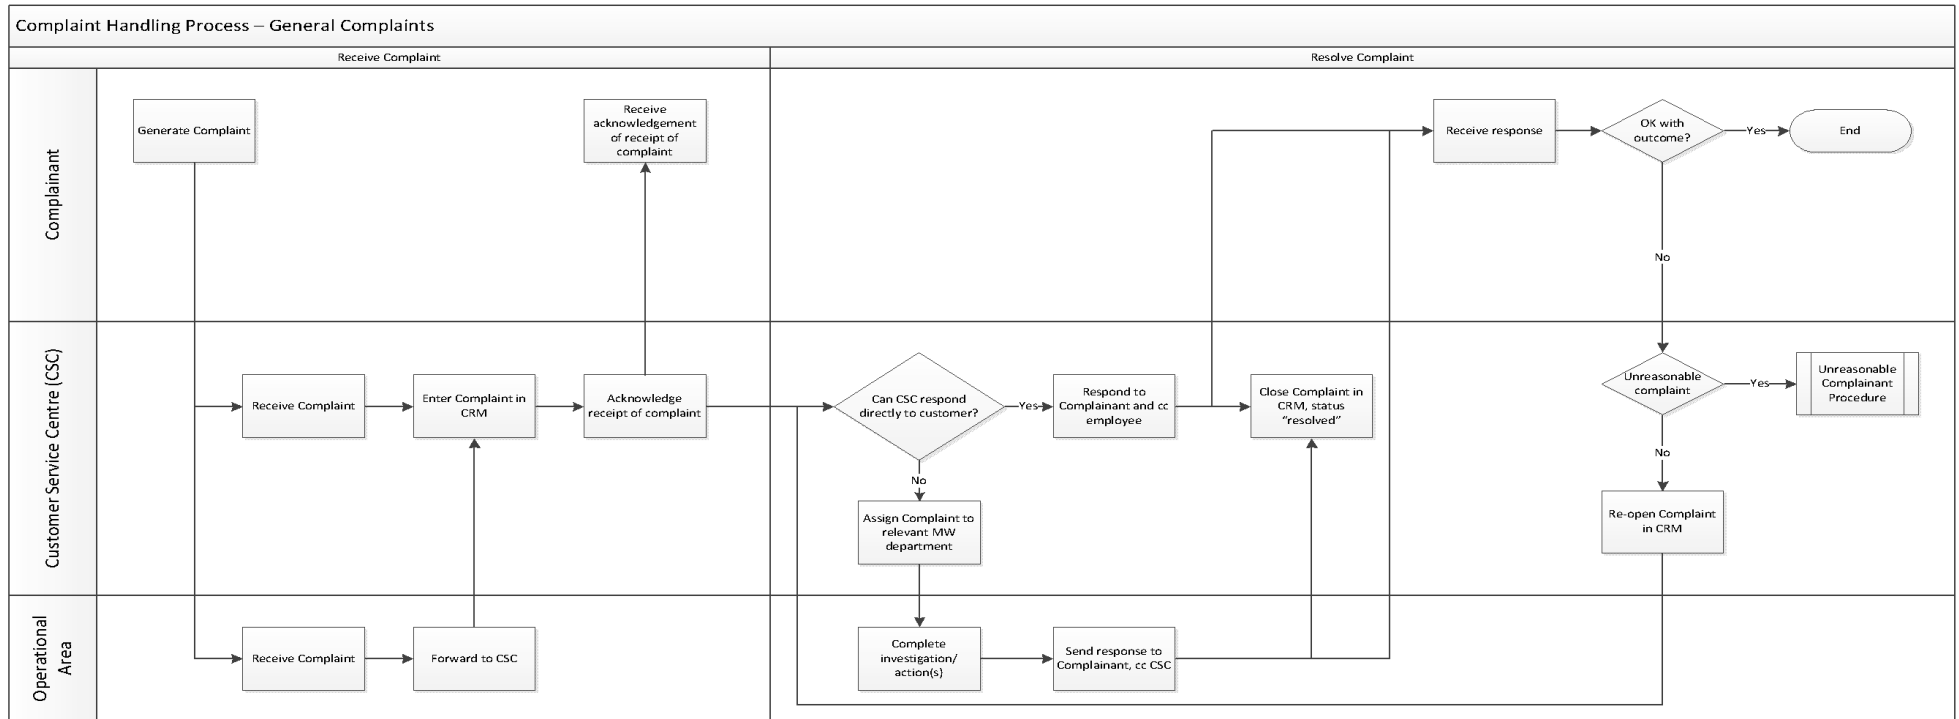 Complaint Handling Process – General Complaints
Receive Complaint
Resolve Complaint
Complainant
Generate Complaint
Receive
acknowledgement
of receipt of
complaint
Receive response
OK with
outcome?
Yes
End
No
Customer Service Centre (CSC)
Receive Complaint
Enter Complaint in
CRM
Acknowledge
receipt of complaint
Can CSC respond
directly to customer?
Yes
Respond to
Complainant and cc
employee
Close Complaint in
CRM, status
“resolved”
Unreasonable
complaint
Yes
Unreasonable
Complainant
Procedure
No
No
Assign Complaint to
relevant MW
department
Re-open Complaint
in CRM
Operational
Area
Receive Complaint
Forward to CSC
Complete
investigation/
action(s)
Send response to
Complainant, cc CSC